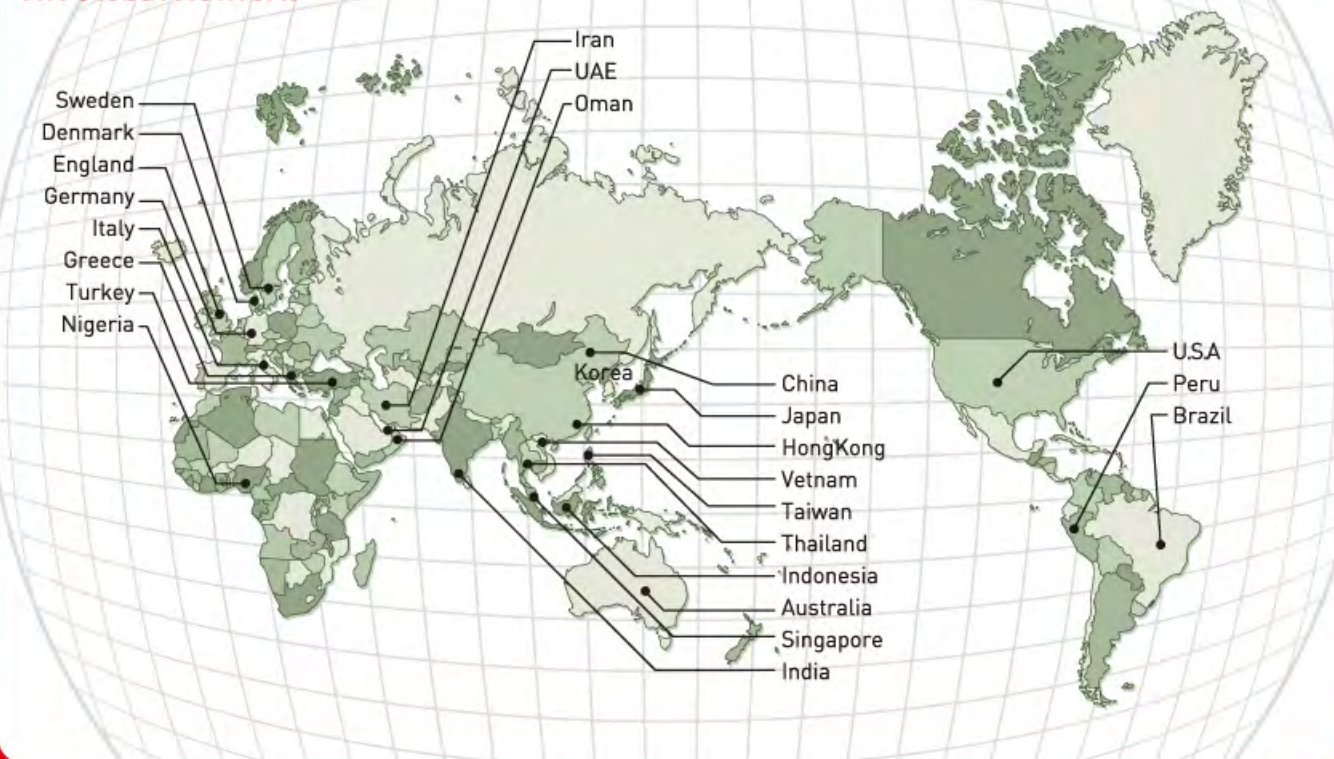 Iran
UAE
Oman
Sweden
Denmark
England
Germany
Italy
Greece
Turkey
Nigeria
Korea
China
Japan
HongKong
Vetnam
Taiwan
Thailand
Indonesia
Australia
Singapore
India
U.S.A
Peru
Brazil